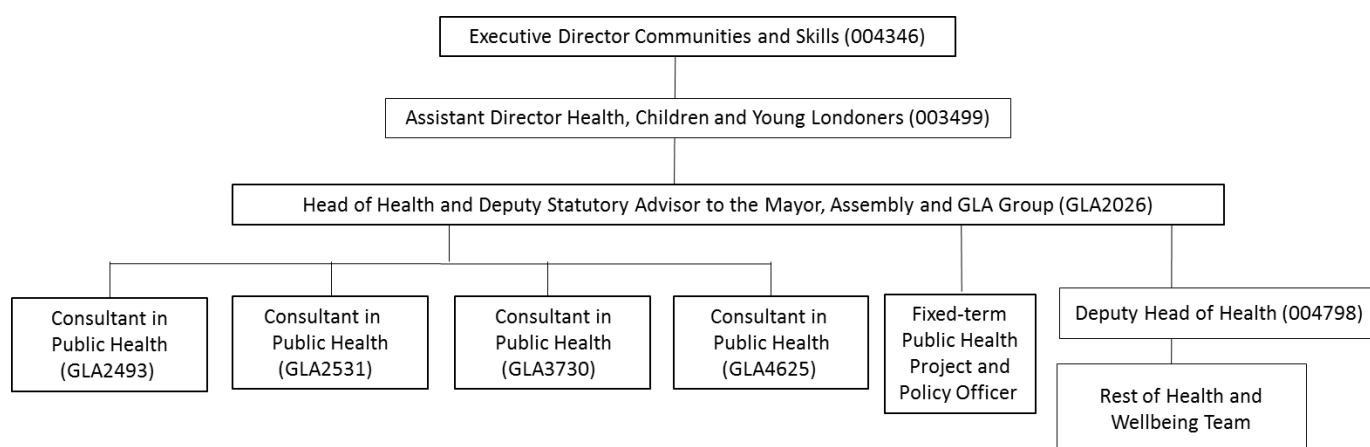 Executive Director Communities and Skills (004346)
Assistant Director Health, Children and Young Londoners (003499)
Head of Health and Deputy Statutory Advisor to the Mayor, Assembly and GLA Group (GLA2026)
Consultant in
Public Health
(GLA2493)
Consultant in
Public Health
(GLA2531)
Consultant in
Public Health
(GLA3730)
Consultant in
Public Health
(GLA4625)
Fixed-term
Public Health
Project and
Policy Officer
Deputy Head of Health (004798)
Rest of Health and
Wellbeing Team